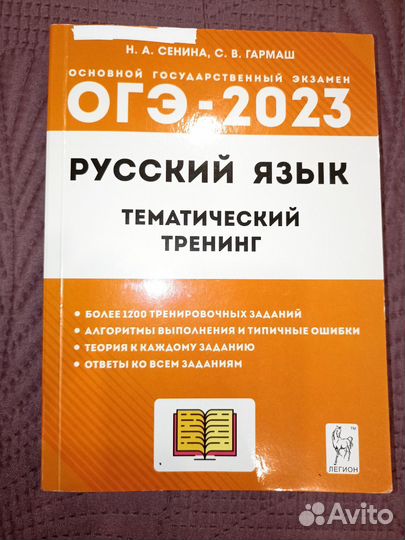 Н. А. СЕНИНА, С. В. ГАРМАШ
ОСНОВНОЙ ГОСУДАРСТВЕННЫЙ ЭКЗАМЕН
ОГЭ-2023
РУССКИЙ ЯЗЫК
ТЕМАТИЧЕСКИЙ
ТРЕНИНГ
• БОЛЕЕ 1200 ТРЕНИРОВОЧНЫХ ЗАДАНИЙ
• АЛГОРИТМЫ ВЫПОЛНЕНИЯ И ТИПИЧНЫЕ ОШИБКИ
• ТЕОРИЯ К КАЖДОМУ ЗАДАНИЮ
• ОТВЕТЫ КО ВСЕМ ЗАДАНИЯМ
TM
ЛЕГИОН
Avito